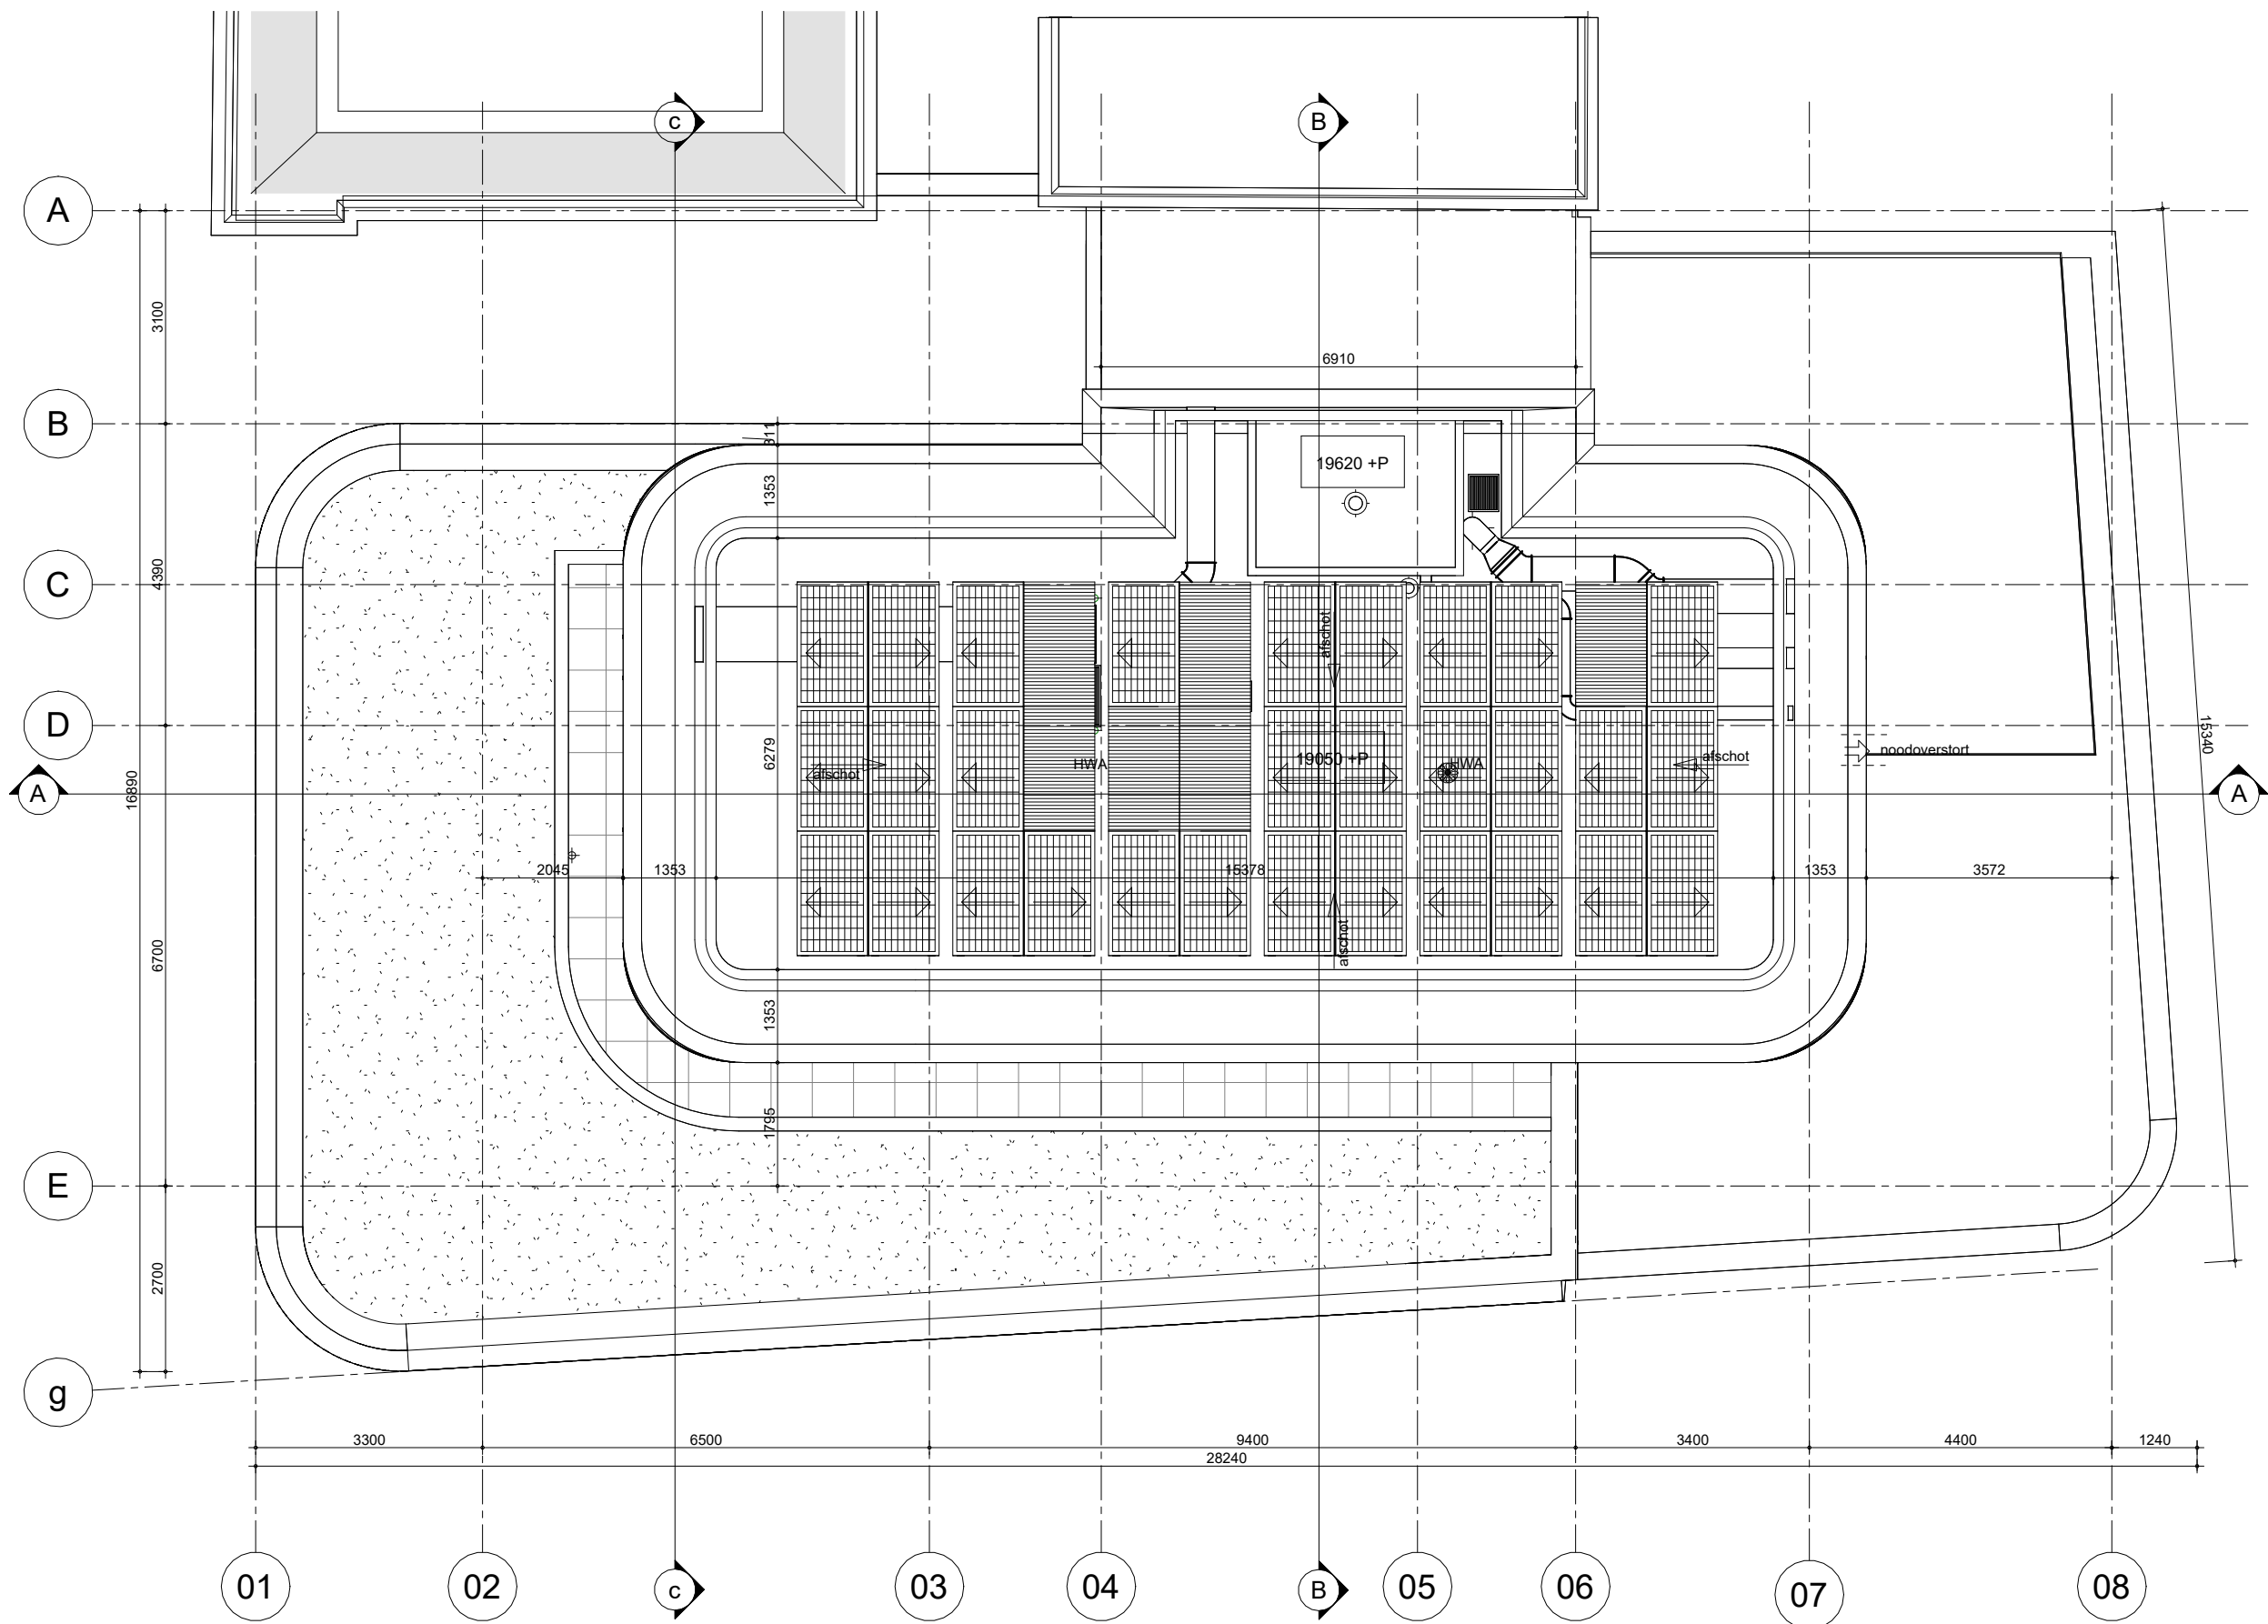 c
B
A
3100
6910
B
311
19620 +P
1353
C
4390
afschot
D
15340
noodoverstort
6279
afschot
HWA
19050 +P
HWA
afschot
16890
A
A
2045
1353
15378
1353
3572
afschot
6700
1353
1795
E
2700
g
3300
6500
9400
3400
4400
1240
28240
01
02
c
03
04
B
05
06
07
08